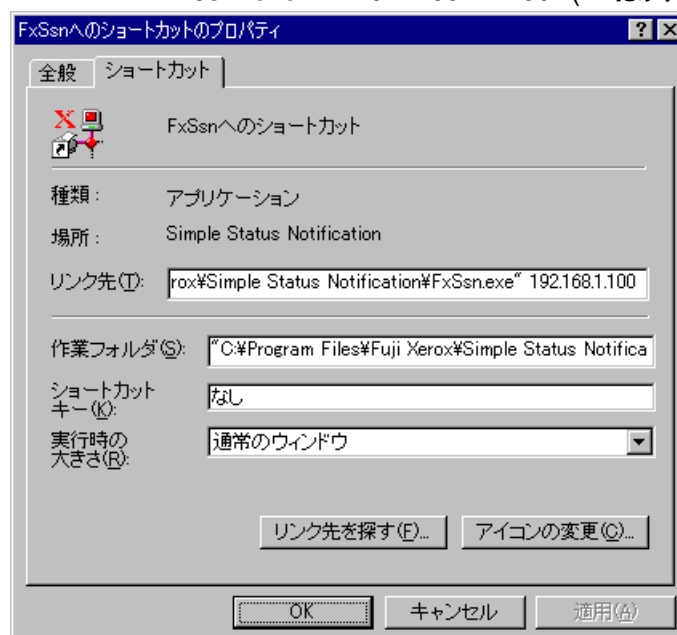 FxSsnへのショートカットのプロパティ
全般 ショートカット
FxSsnへのショートカット
種類: アプリケーション
場所: Simple Status Notification
リンク先(T): rox¥Simple Status Notification¥FxSsn.exe" 192.168.1.100
作業フォルダ(S): "C:¥Program Files¥Fuji Xerox¥Simple Status Notifica
ショートカット
キー(K): なし
実行時の
大きさ(R): 通常のウィンドウ
リンク先を探す(F)... アイコンの変更(C)...
OK キャンセル 適用(A)